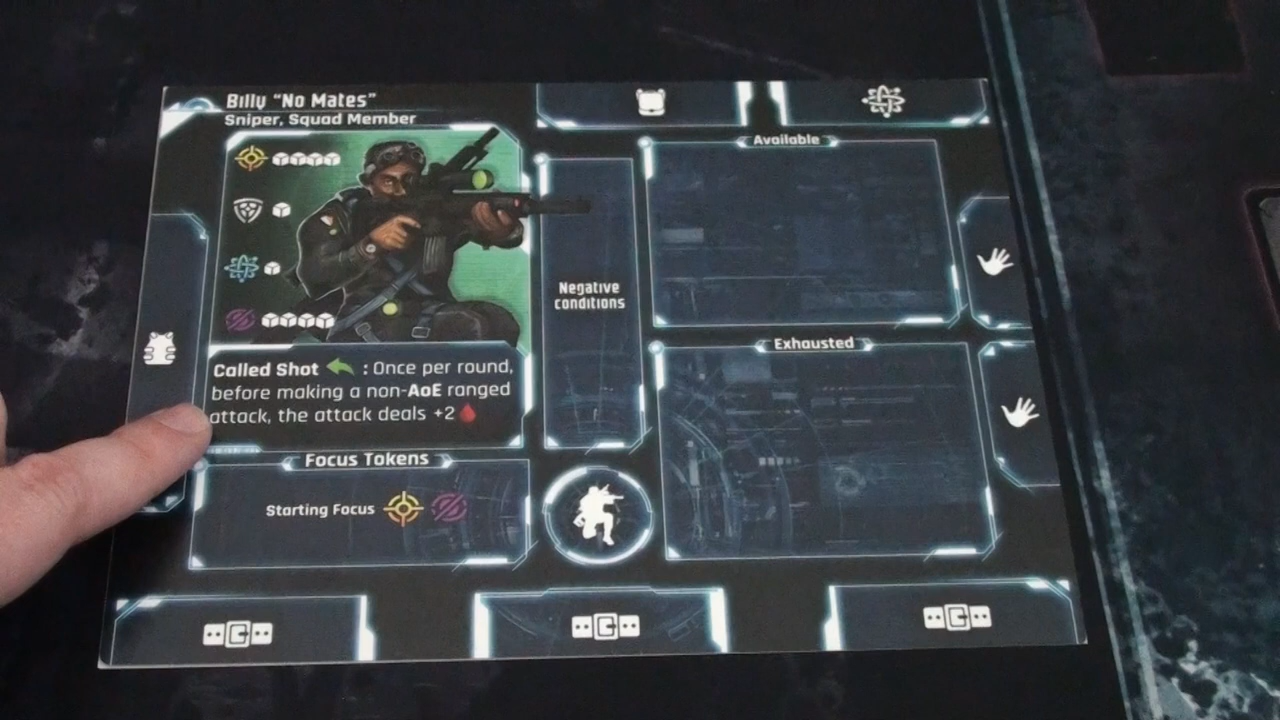 Billy "No Mates"
Sniper, Squad Member
Available
Negative
conditions
Exhausted
Called Shot : Once per round,
before making a non-AoE ranged
attack, the attack deals +2
Focus Tokens
Starting Focus